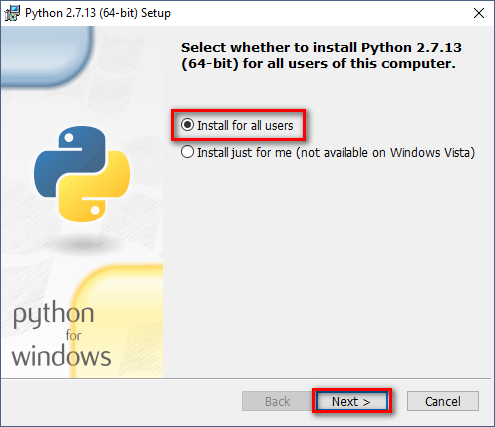 Python 2.7.13 (64-bit) Setup
Select whether to install Python 2.7.13
(64-bit) for all users of this computer.
Install for all users
Install just for me (not available on Windows Vista)
python
for
windows
Back
Next >
Cancel